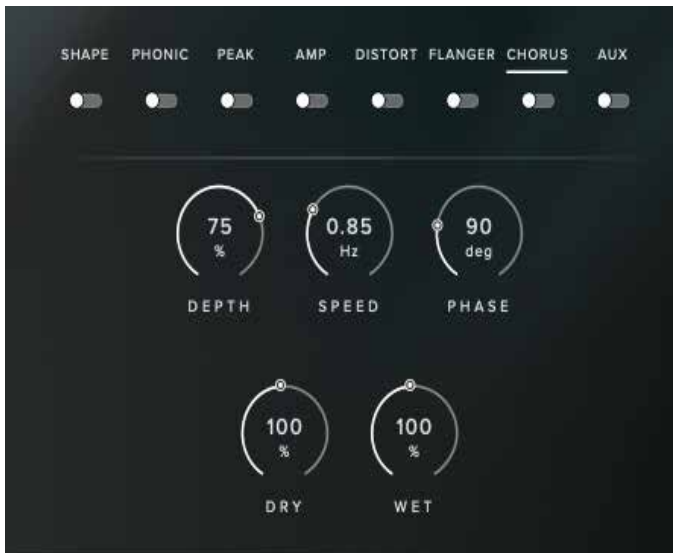 SHAPE PHONIC PEAK AMP DISTORT FLANGER CHORUS AUX
75 0.85 90
% Hz deg
DEPTH SPEED PHASE
100 100
% %
DRY WET